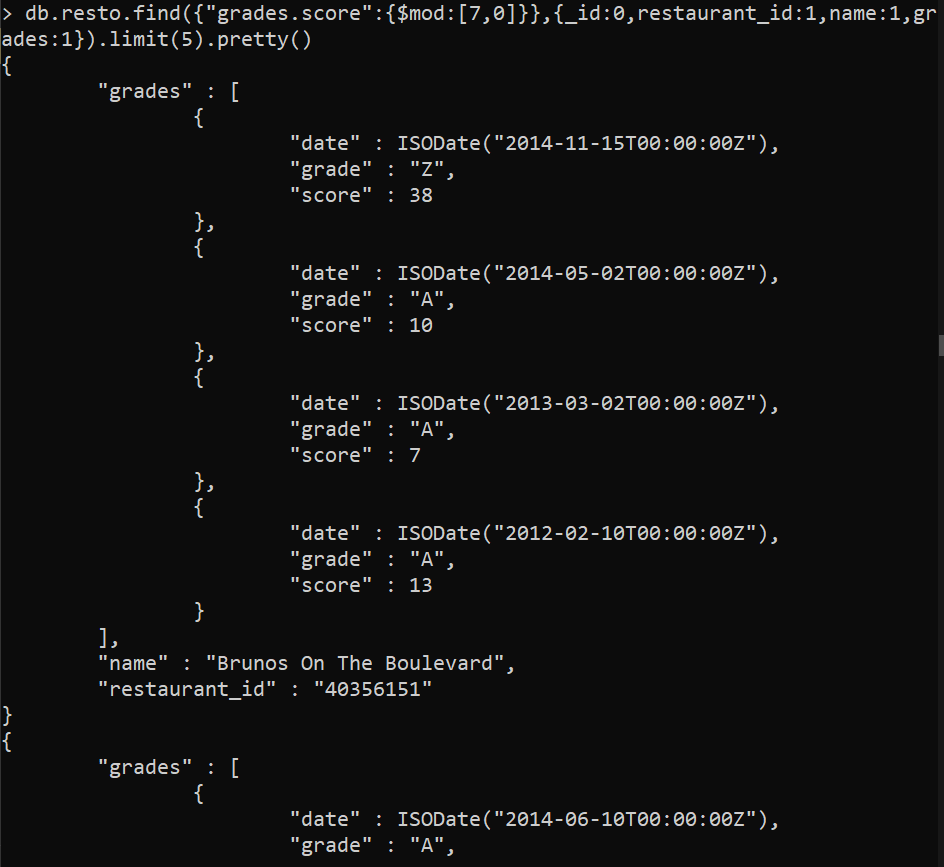 > db.resto.find({"grades.score":{$mod:[7,0]}},{_id:0,restaurant_id:1,name:1,gr
ades:1}).limit(5).pretty()
{
        "grades" : [
                {
                        "date" : ISODate("2014-11-15T00:00:00Z"),
                        "grade" : "Z",
                        "score" : 38
                },
                {
                        "date" : ISODate("2014-05-02T00:00:00Z"),
                        "grade" : "A",
                        "score" : 10
                },
                {
                        "date" : ISODate("2013-03-02T00:00:00Z"),
                        "grade" : "A",
                        "score" : 7
                },
                {
                        "date" : ISODate("2012-02-10T00:00:00Z"),
                        "grade" : "A",
                        "score" : 13
                }
        ],
        "name" : "Brunos On The Boulevard",
        "restaurant_id" : "40356151"
}
{
        "grades" : [
                {
                        "date" : ISODate("2014-06-10T00:00:00Z"),
                        "grade" : "A",